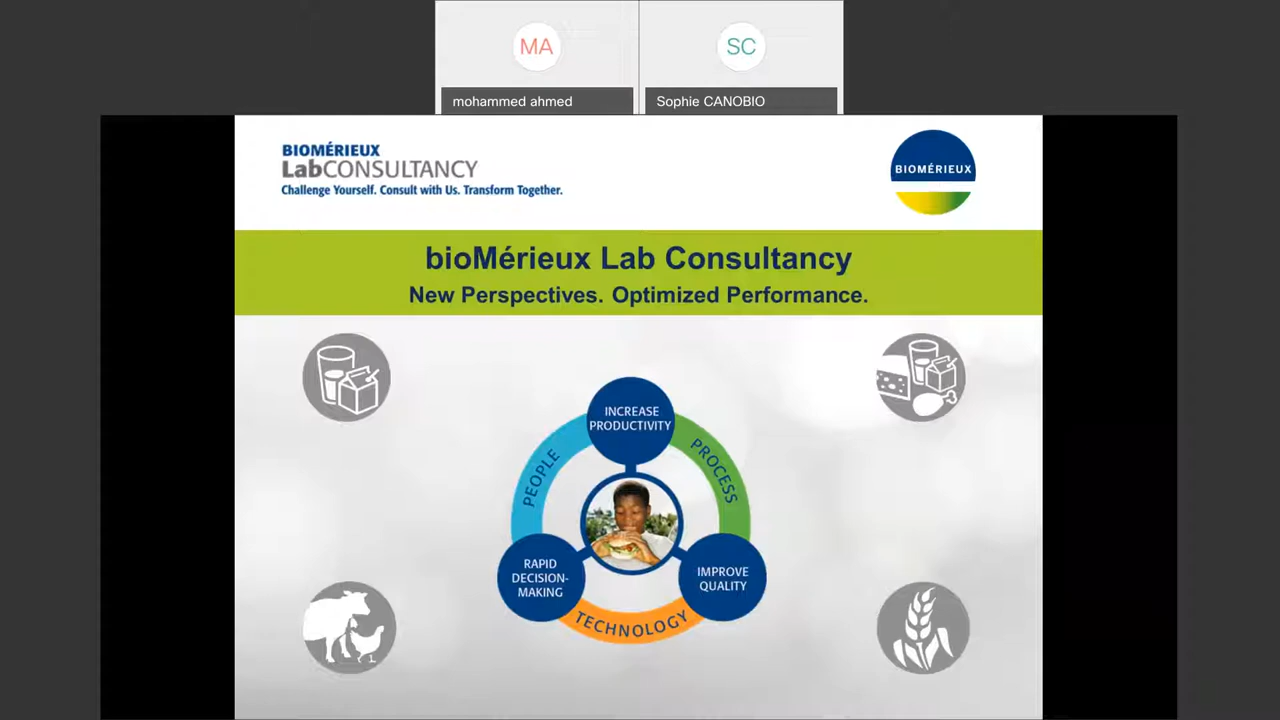 MA
SC
mohammed ahmed
Sophie CANOBIO
BIOMÉRIEUX
LabCONSULTANCY
Challenge Yourself. Consult with Us. Transform Together.
BIOMÉRIEUX
bioMérieux Lab Consultancy
New Perspectives. Optimized Performance.
INCREASE
PRODUCTIVITY
PEOPLE
PROCESS
RAPID
DECISION-
MAKING
IMPROVE
QUALITY
TECHNOLOGY